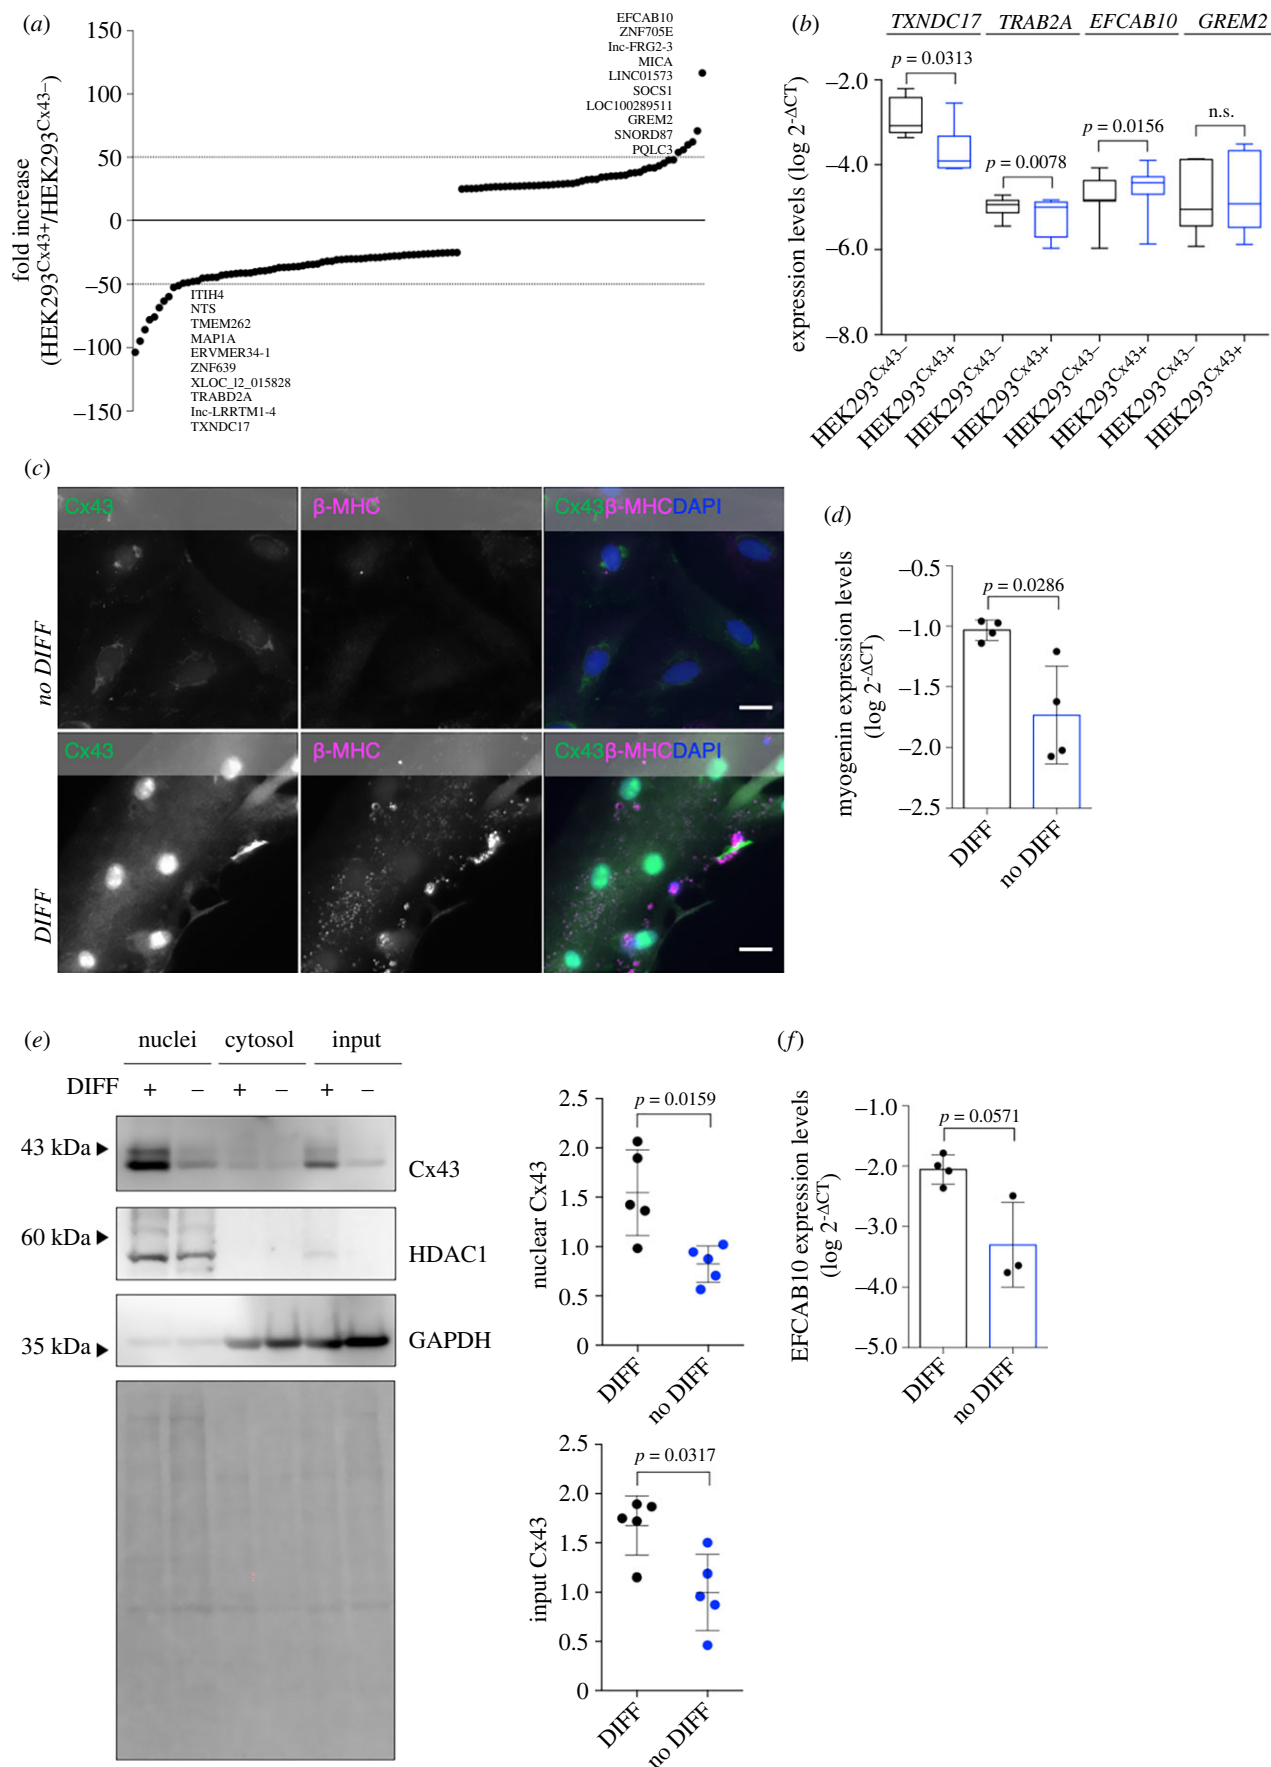 (a)
fold increase
(HEK293Cx43+/HEK293Cx43–)
150
100
50
0
–50
–100
–150
EFCAB10
ZNF705E
lnc-FRG2-3
MICA
LINC01573
SOCS1
LOC100289511
GREM2
SNORD87
PQLC3
ITIH4
NTS
TMEM262
MAP1A
ERVMER34-1
ZNF639
XLOC_l2_015828
TRABD2A
lnc-LRRTM1-4
TXNDC17
(b)
TXNDC17 TRAB2A EFCAB10 GREM2
expression levels (log 2-ΔCT)
–2.0
–4.0
–6.0
–8.0
p = 0.0313
p = 0.0078
p = 0.0156
n.s.
HEK293Cx43–
HEK293Cx43+
HEK293Cx43–
HEK293Cx43+
HEK293Cx43–
HEK293Cx43+
HEK293Cx43–
HEK293Cx43+
(c)
no DIFF
Cx43 β-MHC Cx43β-MHCDAPI
DIFF
Cx43 β-MHC Cx43β-MHCDAPI
(d)
myogenin expression levels
(log 2-ΔCT)
–0.5
–1.0
–1.5
–2.0
–2.5
p = 0.0286
DIFF
no DIFF
(e)
nuclei cytosol input
DIFF + – + – + –
43 kDa
Cx43
60 kDa
HDAC1
35 kDa
GAPDH
nuclear Cx43
2.5
2.0
1.5
1.0
0.5
0
p = 0.0159
DIFF
no DIFF
input Cx43
2.5
2.0
1.5
1.0
0.5
0
p = 0.0317
DIFF
no DIFF
(f)
EFCAB10 expression levels
(log 2-ΔCT)
–1.0
–2.0
–3.0
–4.0
–5.0
p = 0.0571
DIFF
no DIFF